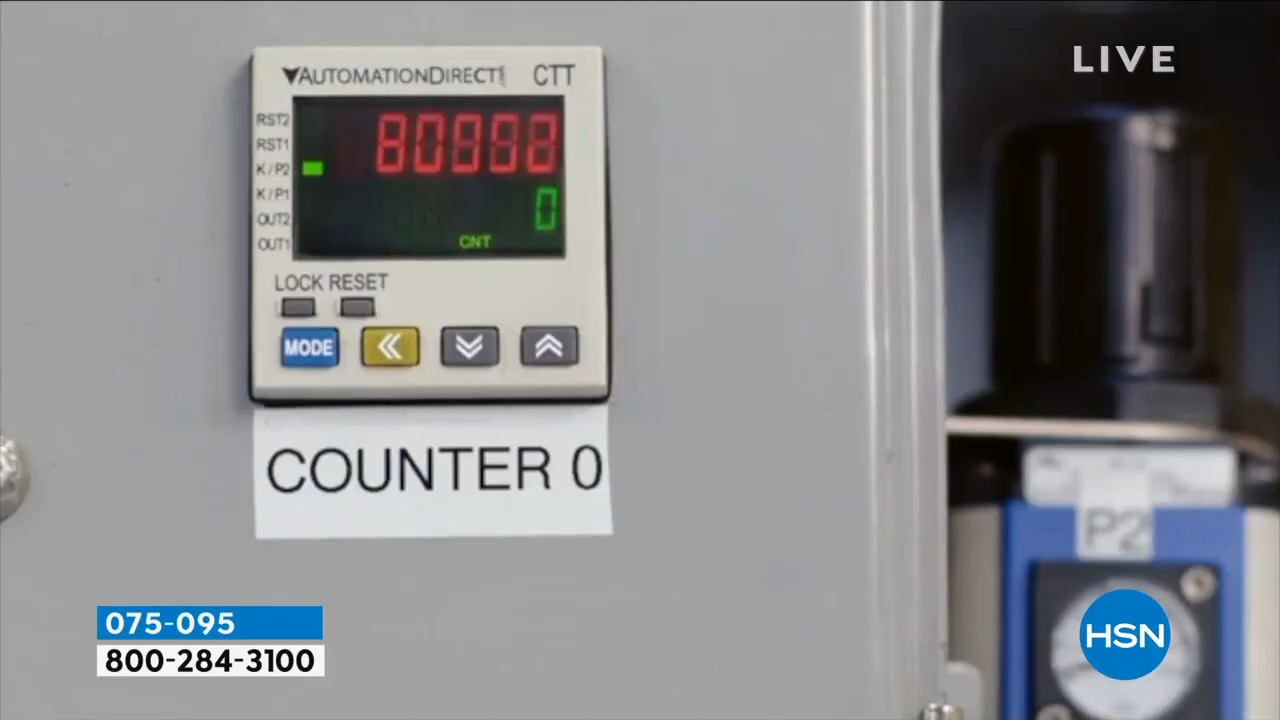 LIVE
AUTOMATIONDIRECT CTT
RST2
RST1
K/P2
K/P1
OUT2
OUT1
0
CNT
LOCK RESET
MODE
COUNTER 0
P2
075-095
800-284-3100
HSN